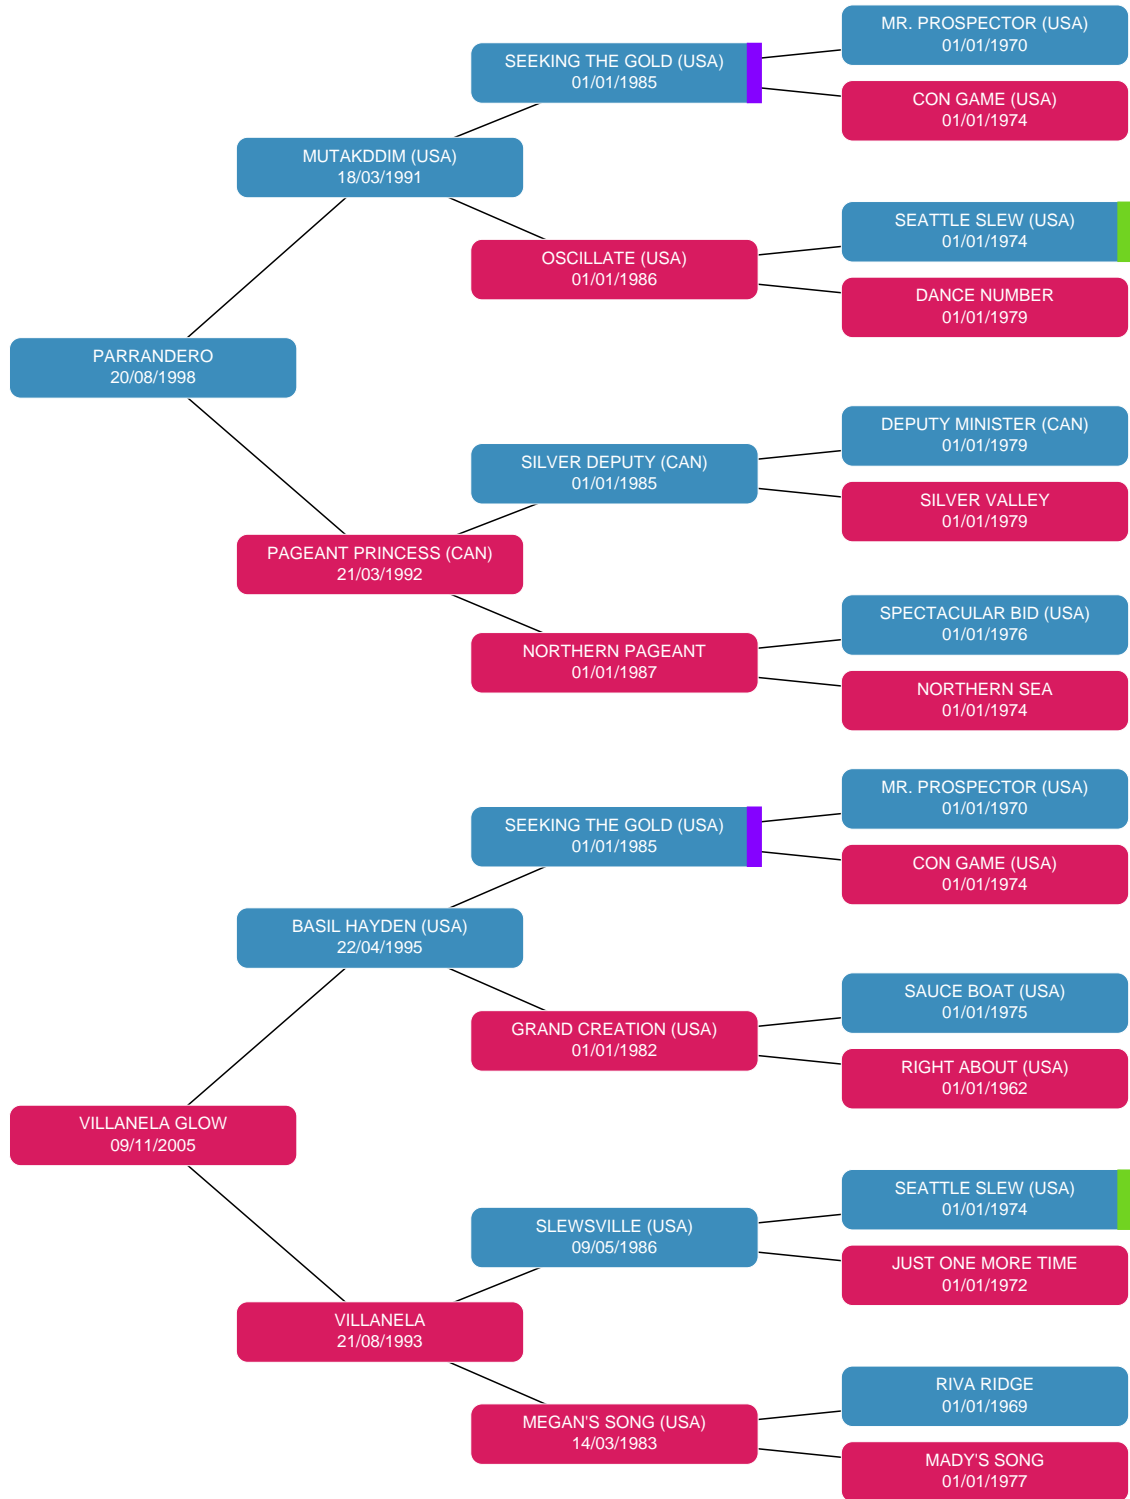 MR. PROSPECTOR (USA)
01/01/1970
SEEKING THE GOLD (USA)
01/01/1985
CON GAME (USA)
01/01/1974
MUTAKDDIM (USA)
18/03/1991
SEATTLE SLEW (USA)
01/01/1974
OSCILLATE (USA)
01/01/1986
DANCE NUMBER
01/01/1979
PARRANDERO
20/08/1998
DEPUTY MINISTER (CAN)
01/01/1979
SILVER DEPUTY (CAN)
01/01/1985
SILVER VALLEY
01/01/1979
PAGEANT PRINCESS (CAN)
21/03/1992
SPECTACULAR BID (USA)
01/01/1976
NORTHERN PAGEANT
01/01/1987
NORTHERN SEA
01/01/1974
MR. PROSPECTOR (USA)
01/01/1970
SEEKING THE GOLD (USA)
01/01/1985
CON GAME (USA)
01/01/1974
BASIL HAYDEN (USA)
22/04/1995
SAUCE BOAT (USA)
01/01/1975
GRAND CREATION (USA)
01/01/1982
RIGHT ABOUT (USA)
01/01/1962
VILLANELA GLOW
09/11/2005
SEATTLE SLEW (USA)
01/01/1974
SLEWSVILLE (USA)
09/05/1986
JUST ONE MORE TIME
01/01/1972
VILLANELA
21/08/1993
RIVA RIDGE
01/01/1969
MEGAN'S SONG (USA)
14/03/1983
MADY'S SONG
01/01/1977